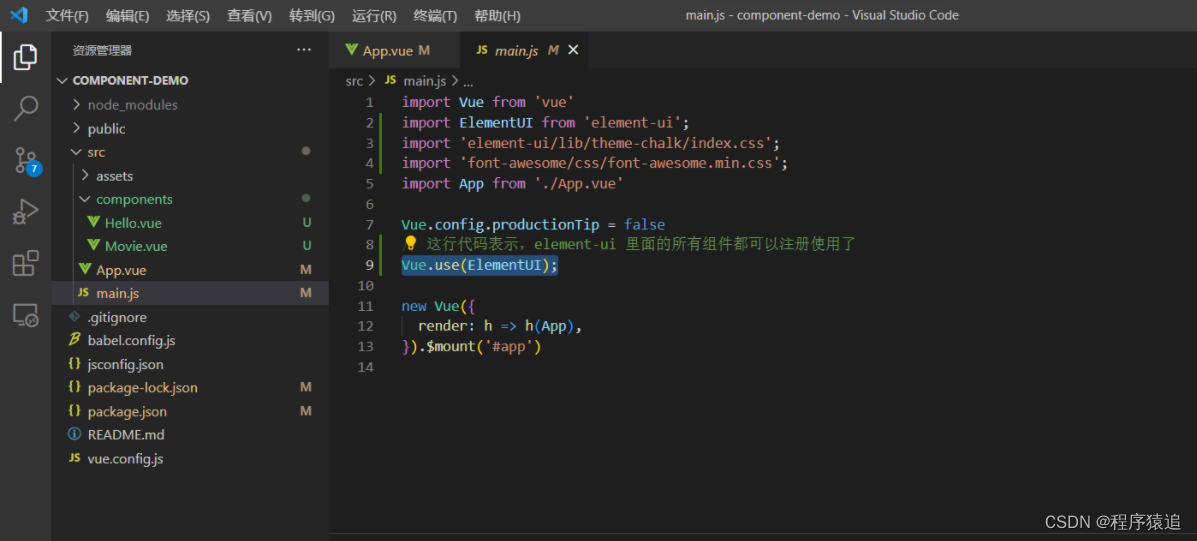 文件(F) 编辑(E) 选择(S) 查看(V) 转到(G) 运行(R) 终端(T) 帮助(H) main.js - component-demo - Visual Studio Code
资源管理器 ...
COMPONENT-DEMO
node_modules
public
src
assets
components
Hello.vue U
Movie.vue U
App.vue M
JS main.js M
.gitignore
babel.config.js
{} jsconfig.json
{} package-lock.json M
{} package.json M
README.md
JS vue.config.js
7
App.vue M JS main.js M
src > JS main.js > ...
1 import Vue from 'vue'
2 import ElementUI from 'element-ui';
3 import 'element-ui/lib/theme-chalk/index.css';
4 import 'font-awesome/css/font-awesome.min.css';
5 import App from './App.vue'
6
7 Vue.config.productionTip = false
8 这行代码表示，element-ui 里面的所有组件都可以注册使用了
9 Vue.use(ElementUI);
10
11 new Vue({
12 render: h => h(App),
13 }).$mount('#app')
14
CSDN @程序猿追